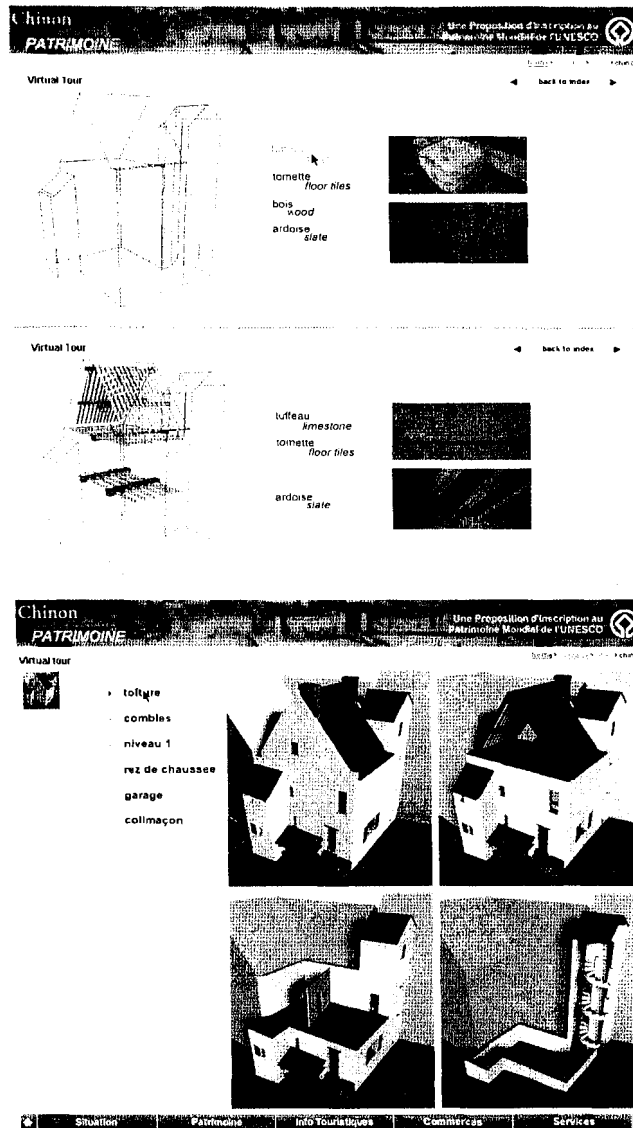 Chinon
PATRIMOINE
Une Proposition d'Inscription au
Patrimoine Mondial de l'UNESCO
Virtual Tour
back to index
tomette
floor tiles
bois
wood
ardoise
slate
Virtual Tour
back to index
tuffeau
limestone
tomette
floor tiles
ardoise
slate
Chinon
PATRIMOINE
Une Proposition d'Inscription au
Patrimoine Mondial de l'UNESCO
Virtual tour
toiture
combles
niveau 1
rez de chaussee
garage
colimaçon
Situation Patrimoine Info Touristiques Commerces Services